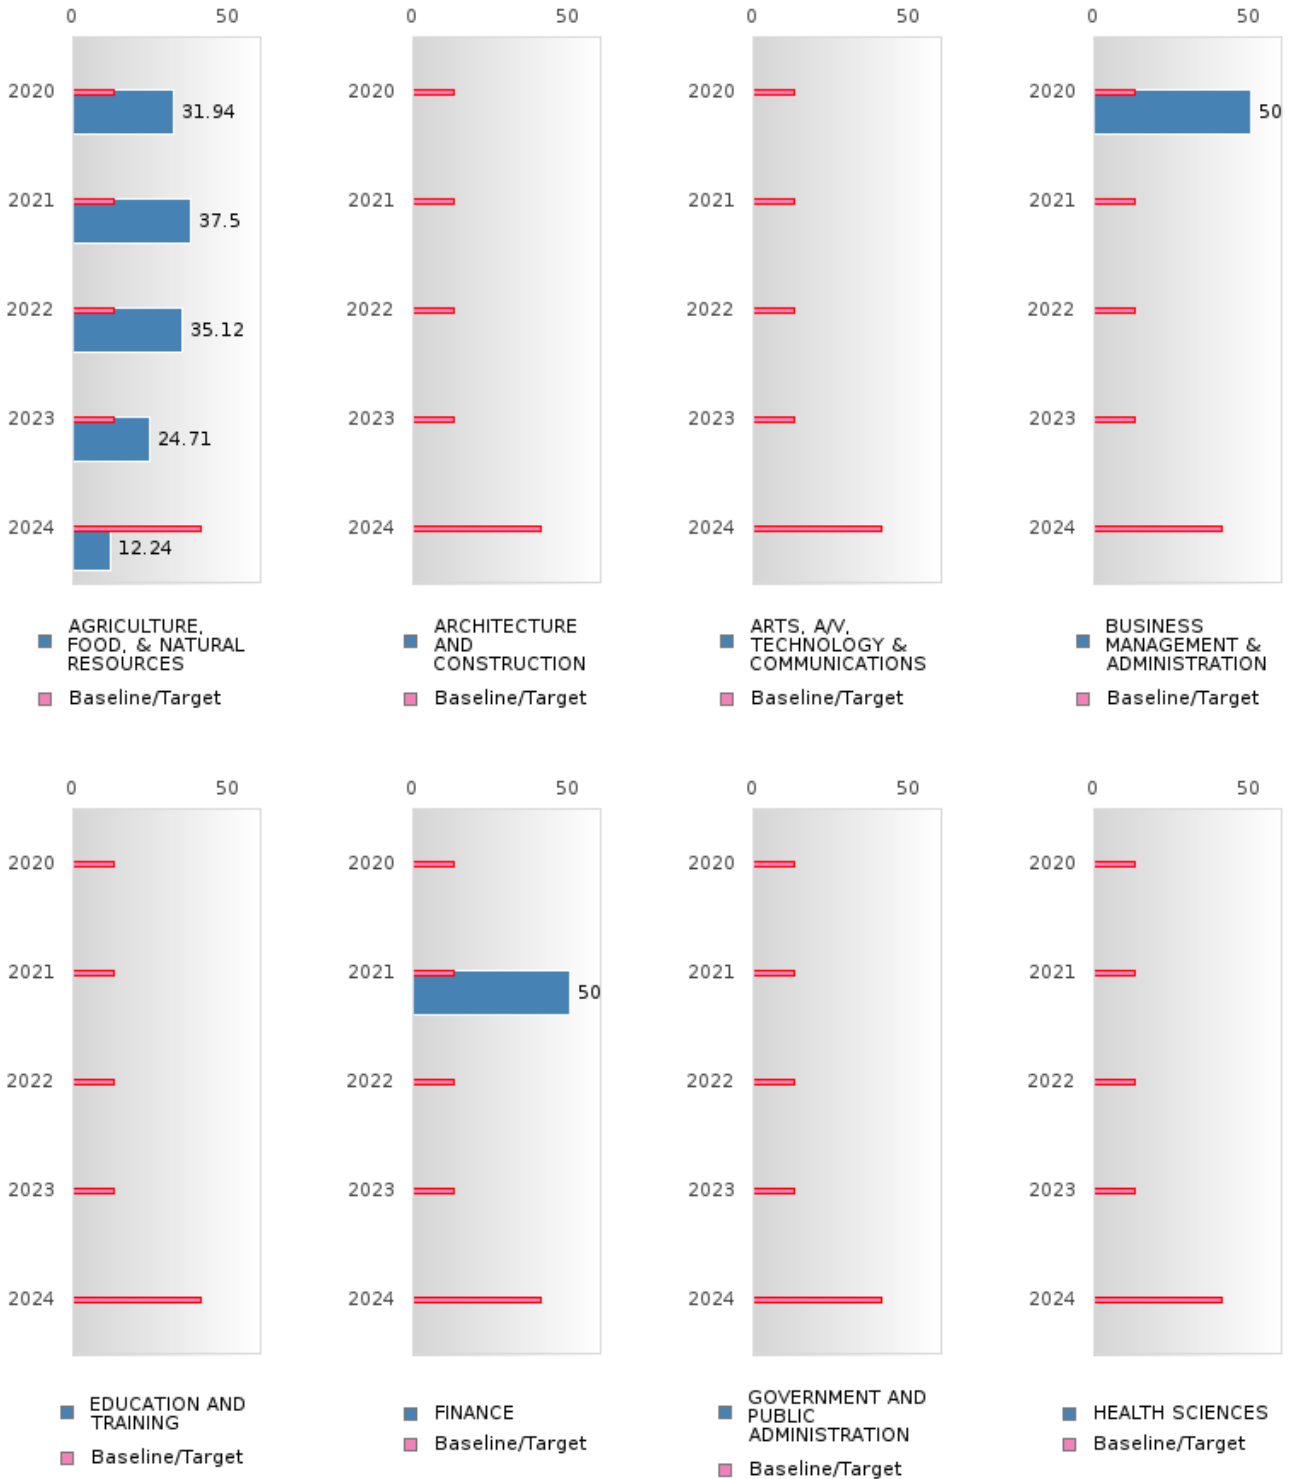 0 50
2020
31.94
2021
37.5
2022
35.12
2023
24.71
2024
12.24
AGRICULTURE,
FOOD, & NATURAL
RESOURCES
Baseline/Target
0 50
2020
2021
2022
2023
2024
ARCHITECTURE
AND
CONSTRUCTION
Baseline/Target
0 50
2020
2021
2022
2023
2024
ARTS, A/V,
TECHNOLOGY &
COMMUNICATIONS
Baseline/Target
0 50
2020
50
2021
2022
2023
2024
BUSINESS
MANAGEMENT &
ADMINISTRATION
Baseline/Target
0 50
2020
2021
2022
2023
2024
EDUCATION AND
TRAINING
Baseline/Target
0 50
2020
2021
50
2022
2023
2024
FINANCE
Baseline/Target
0 50
2020
2021
2022
2023
2024
GOVERNMENT AND
PUBLIC
ADMINISTRATION
Baseline/Target
0 50
2020
2021
2022
2023
2024
HEALTH SCIENCES
Baseline/Target